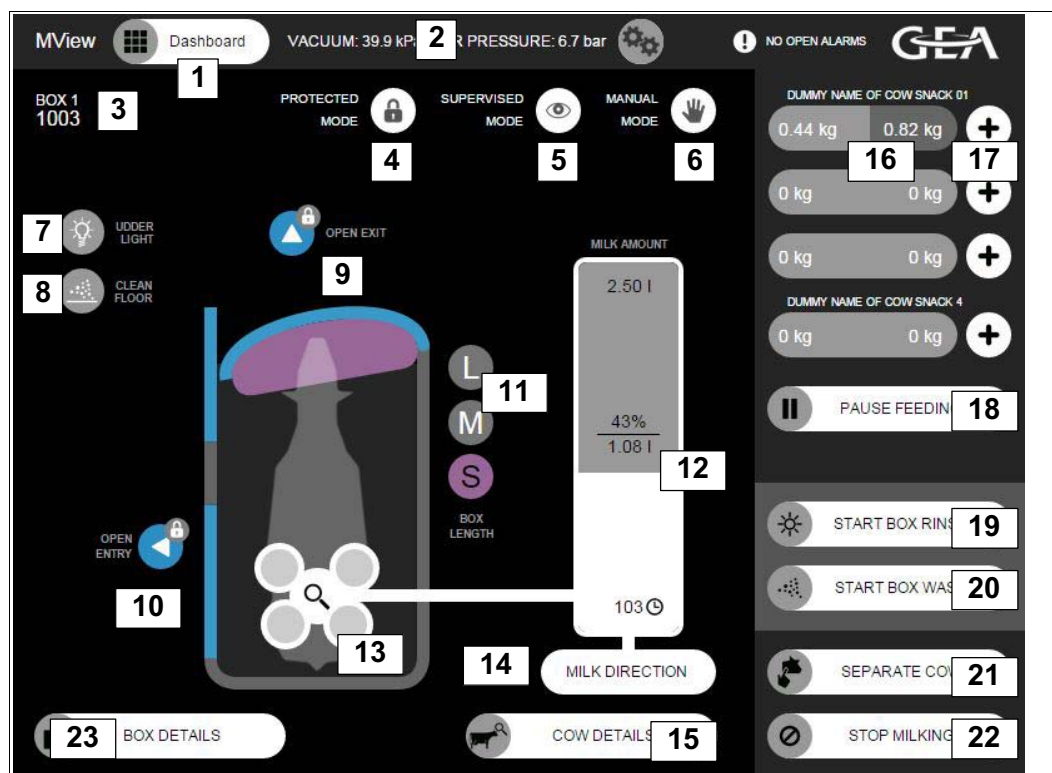 MView
Dashboard
VACUUM: 39.9 kP
2
R PRESSURE: 6.7 bar
NO OPEN ALARMS
GEA
1
BOX 1
1003
3
PROTECTED
MODE
4
SUPERVISED
MODE
5
MANUAL
MODE
6
DUMMY NAME OF COW SNACK 01
0.44 kg
0.82 kg
16
17
0 kg
0 kg
0 kg
0 kg
DUMMY NAME OF COW SNACK 4
0 kg
0 kg
7
UDDER
LIGHT
8
CLEAN
FLOOR
OPEN EXIT
9
MILK AMOUNT
2.50 l
43%
1.08 l
12
103
L
M
S
11
BOX
LENGTH
OPEN
ENTRY
10
13
14
MILK DIRECTION
PAUSE FEEDIN
18
START BOX RINS
19
START BOX WAS
20
SEPARATE CO
21
STOP MILKING
22
23
BOX DETAILS
COW DETAILS
15